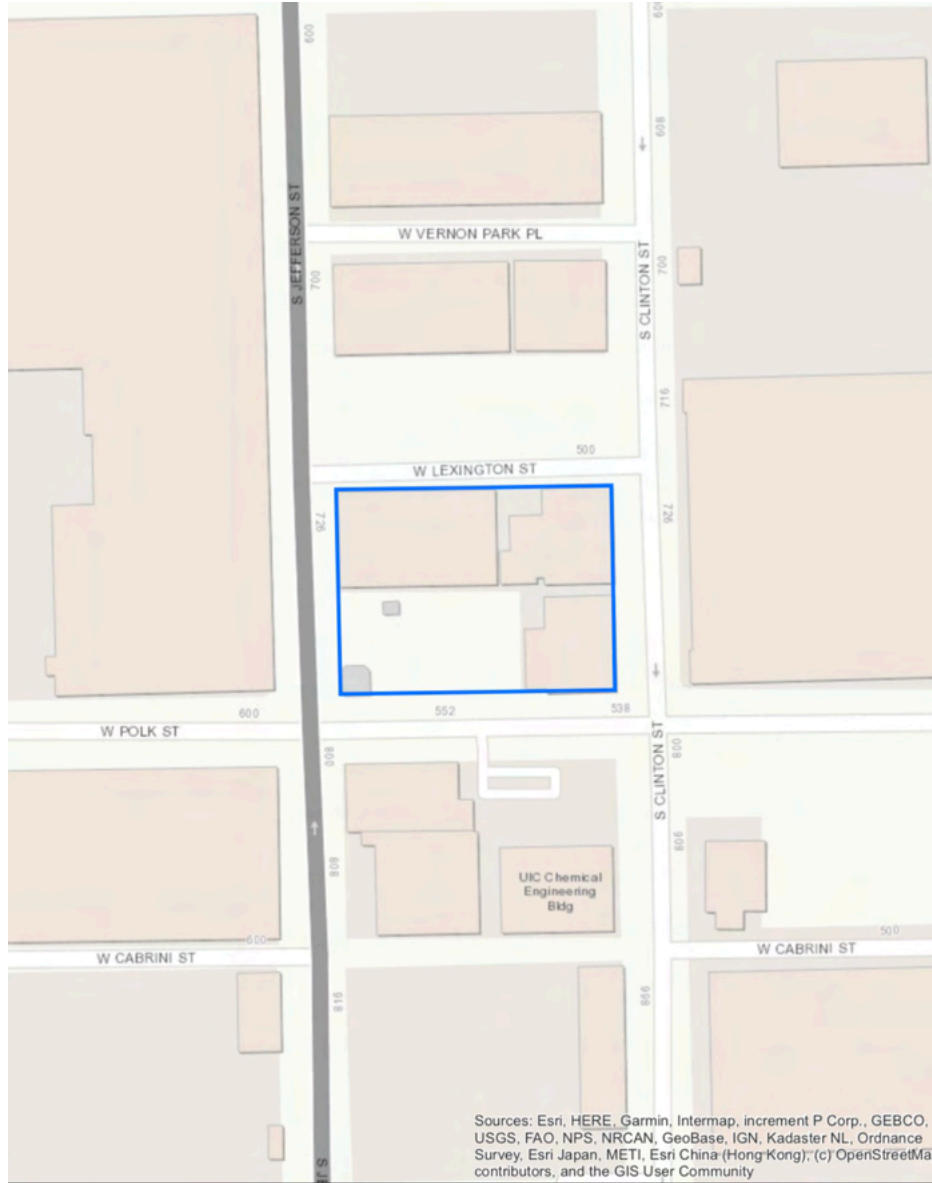 600
600
S JEFFERSON ST
608
W VERNON PARK PL
700
S CLINTON ST
700
716
500
W LEXINGTON ST
726
726
600
552
538
W POLK ST
800
S CLINTON ST
800
808
808
UIC Chemical
Engineering
Bldg
600
W CABRINI ST
500
W CABRINI ST
816
S J
Sources: Esri, HERE, Garmin, Intermap, increment P Corp., GEBCO,
USGS, FAO, NPS, NRCAN, GeoBase, IGN, Kadaster NL, Ordnance
Survey, Esri Japan, METI, Esri China (Hong Kong), (c) OpenStreetMa
contributors, and the GIS User Community